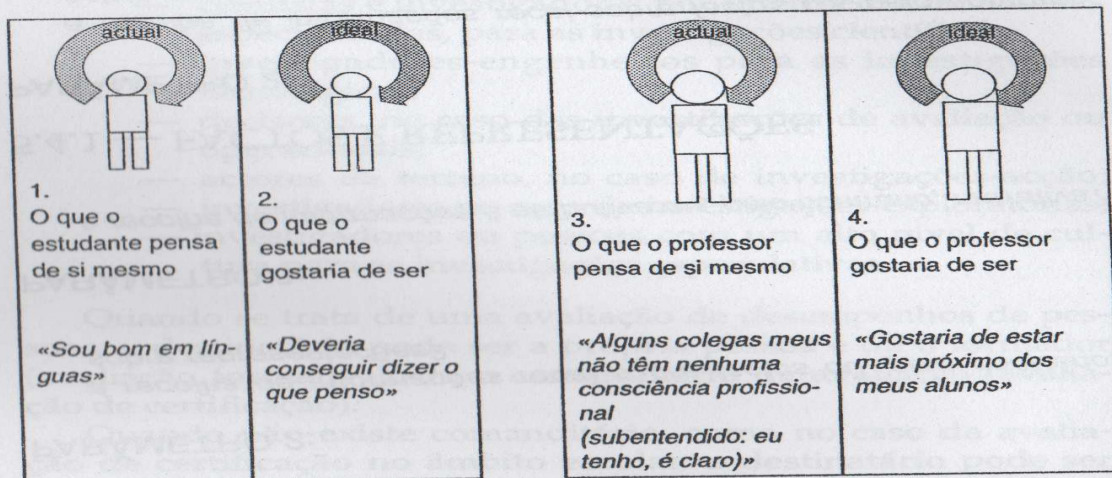 actual
1.
O que o
estudante pensa
de si mesmo
«Sou bom em lín-
guas»
ideal
2.
O que o
estudante
gostaria de ser
«Deveria
conseguir dizer o
que penso»
actual
3.
O que o professor
pensa de si mesmo
«Alguns colegas meus
não têm nenhuma
consciência profissio-
nal
(subentendido: eu
tenho, é claro)»
ideal
4.
O que o professor
gostaria de ser
«Gostaria de estar
mais próximo dos
meus alunos»